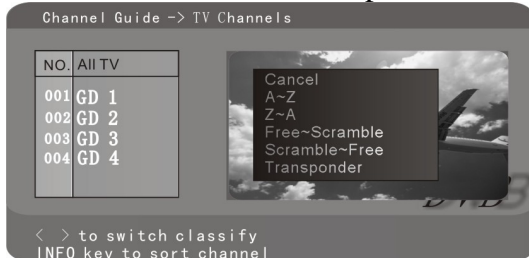 Channel Guide -> TV Channels
NO. All TV
001 GD 1
002 GD 2
003 GD 3
004 GD 4
Cancel
A~Z
Z~A
Free~Scramble
Scramble~Free
Transponder
DVB
< > to switch classify
INFO key to sort channel